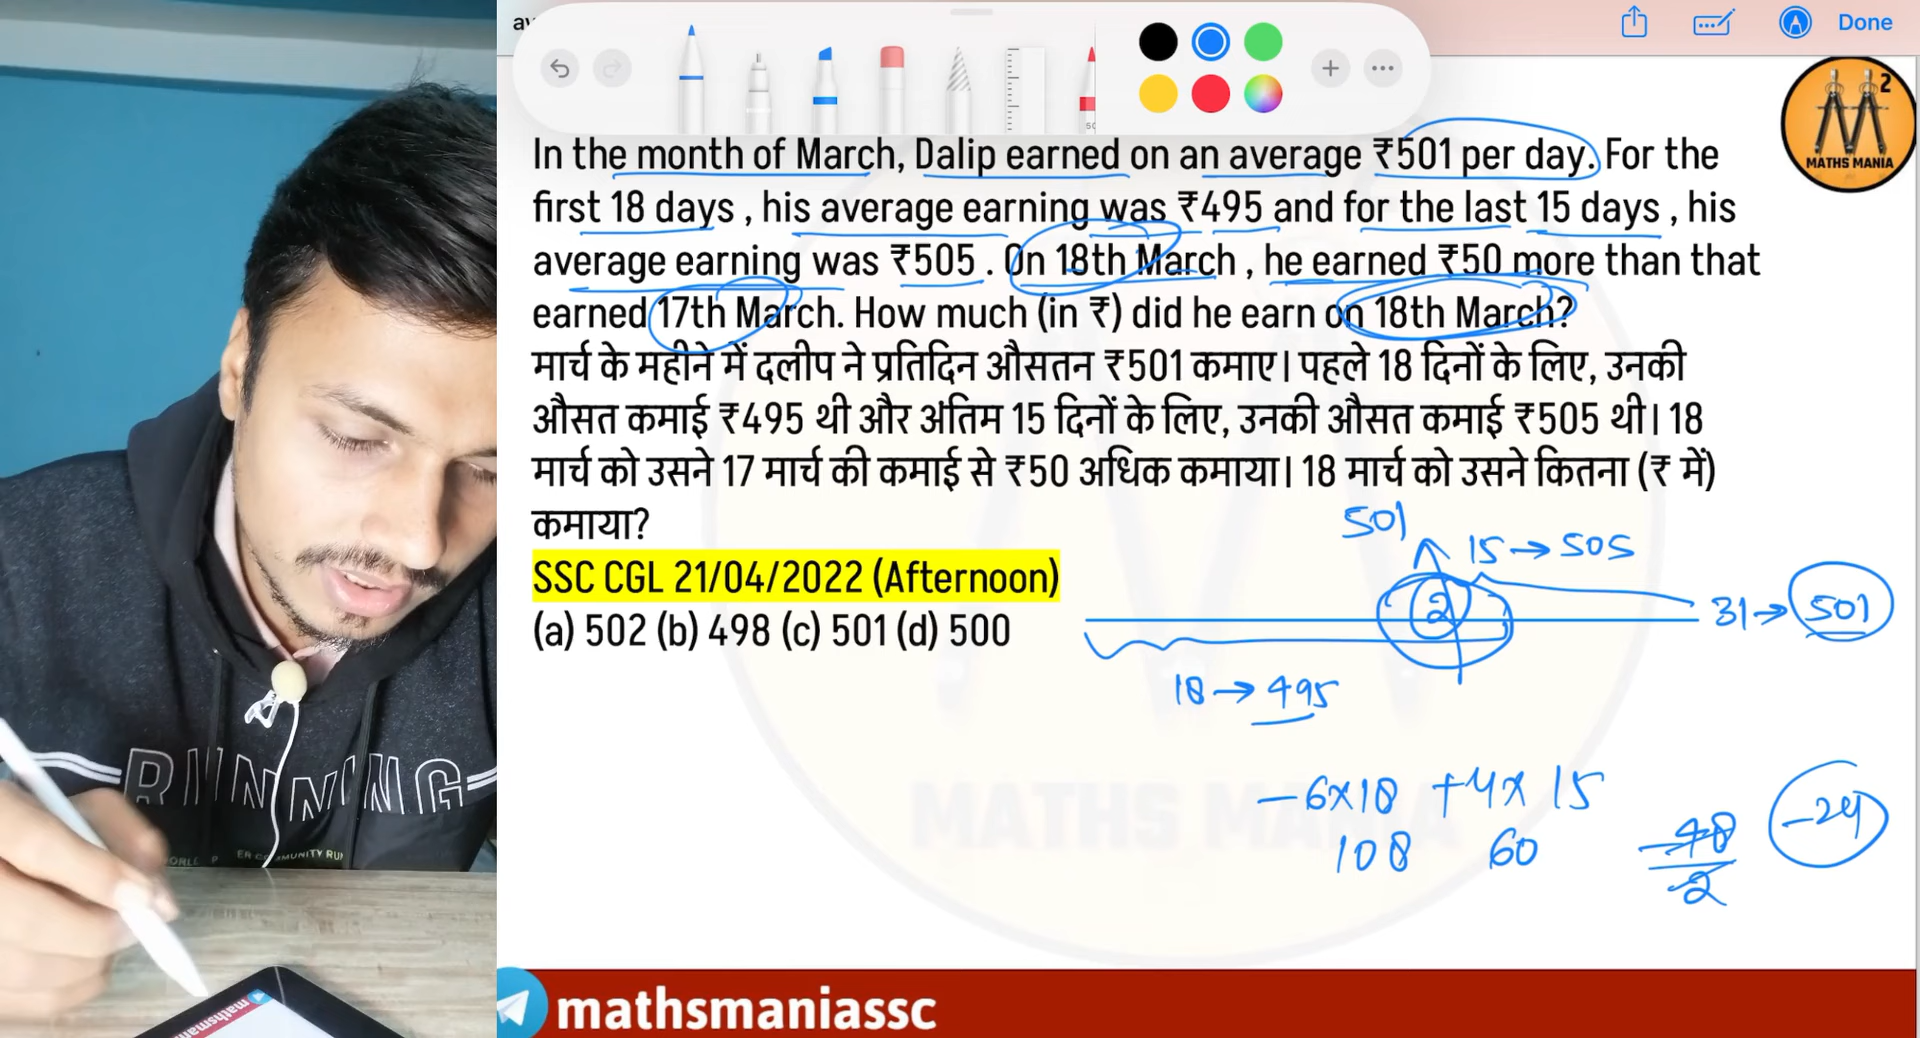 av
Done
2
MATHS MANIA
In the month of March, Dalip earned on an average ₹501 per day. For the
first 18 days , his average earning was ₹495 and for the last 15 days , his
average earning was ₹505 . On 18th March , he earned ₹50 more than that
earned 17th March. How much (in ₹) did he earn on 18th March?
मार्च के महीने में दलीप ने प्रतिदिन औसतन ₹501 कमाए। पहले 18 दिनों के लिए, उनकी
औसत कमाई ₹495 थी और अंतिम 15 दिनों के लिए, उनकी औसत कमाई ₹505 थी। 18
मार्च को उसने 17 मार्च की कमाई से ₹50 अधिक कमाया। 18 मार्च को उसने कितना (₹ में)
कमाया?
SSC CGL 21/04/2022 (Afternoon)
(a) 502 (b) 498 (c) 501 (d) 500
501
15 → 505
2
31 → 501
18 → 495
-6×18 +4× 15
108 60
-48
2
-24
MATHS MANIA
RUNNING
mathsmaniassc